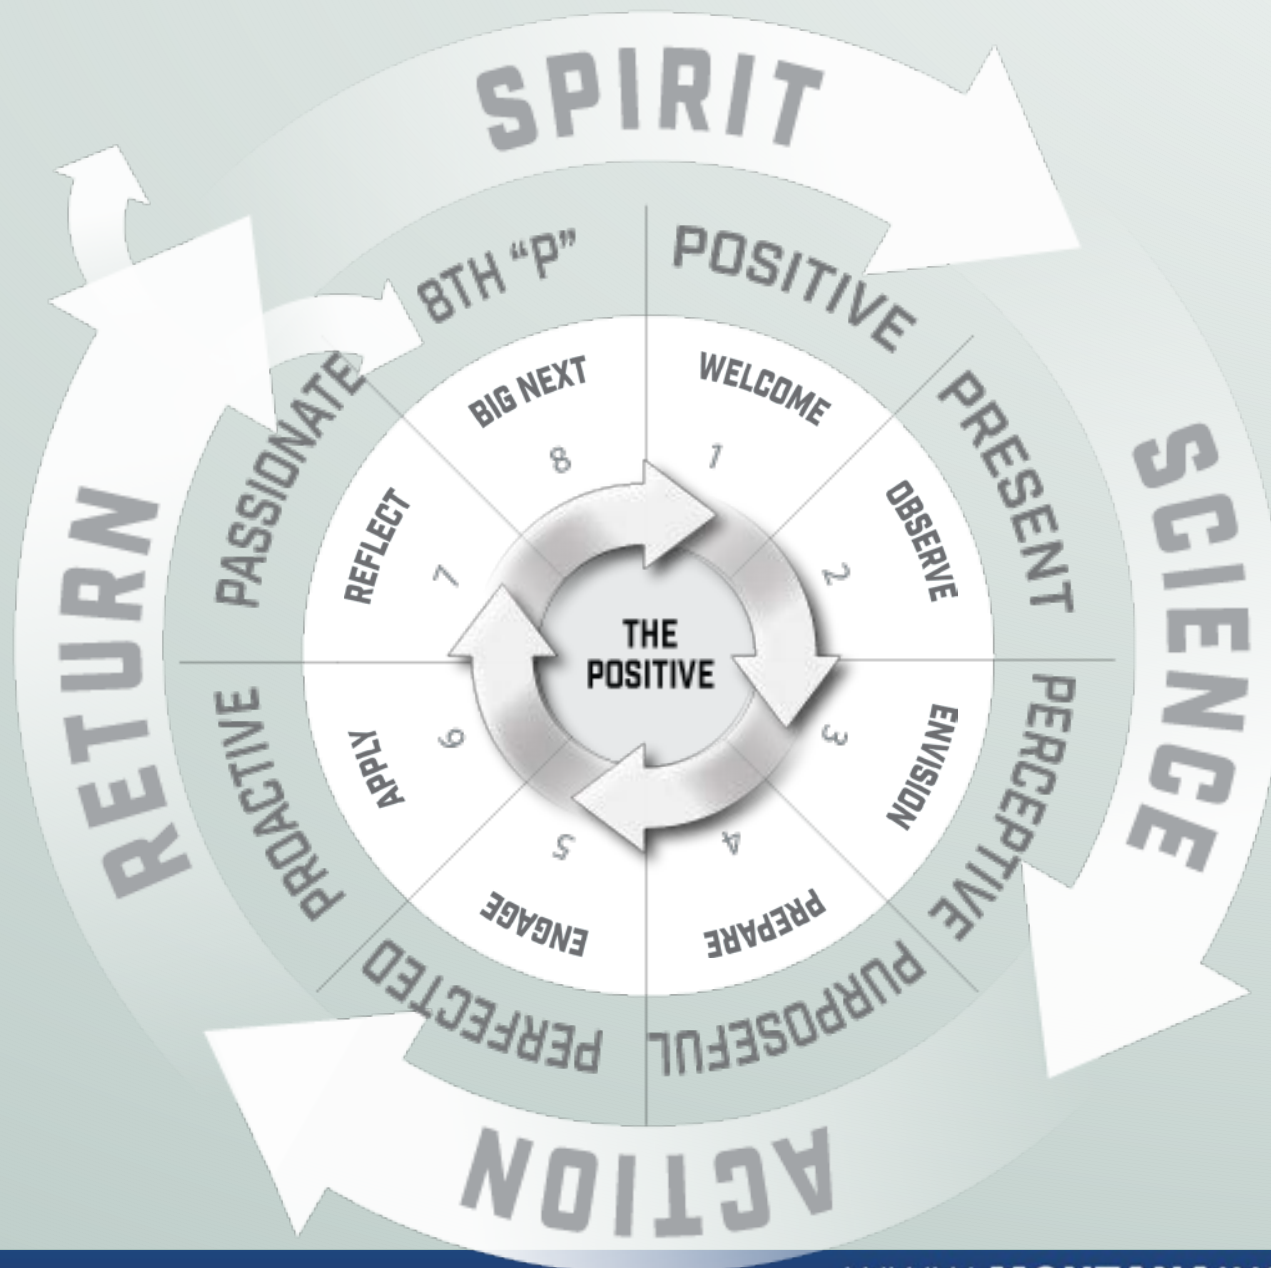 SPIRIT
SCIENCE
ACTION
RETURN
POSITIVE
PRESENT
PERCEPTIVE
PURPOSEFUL
PERFECTED
PROACTIVE
PASSIONATE
8TH “P”
WELCOME
1
OBSERVE
2
ENVISION
3
PREPARE
4
ENGAGE
5
APPLY
6
REFLECT
7
BIG NEXT
8
THE
POSITIVE